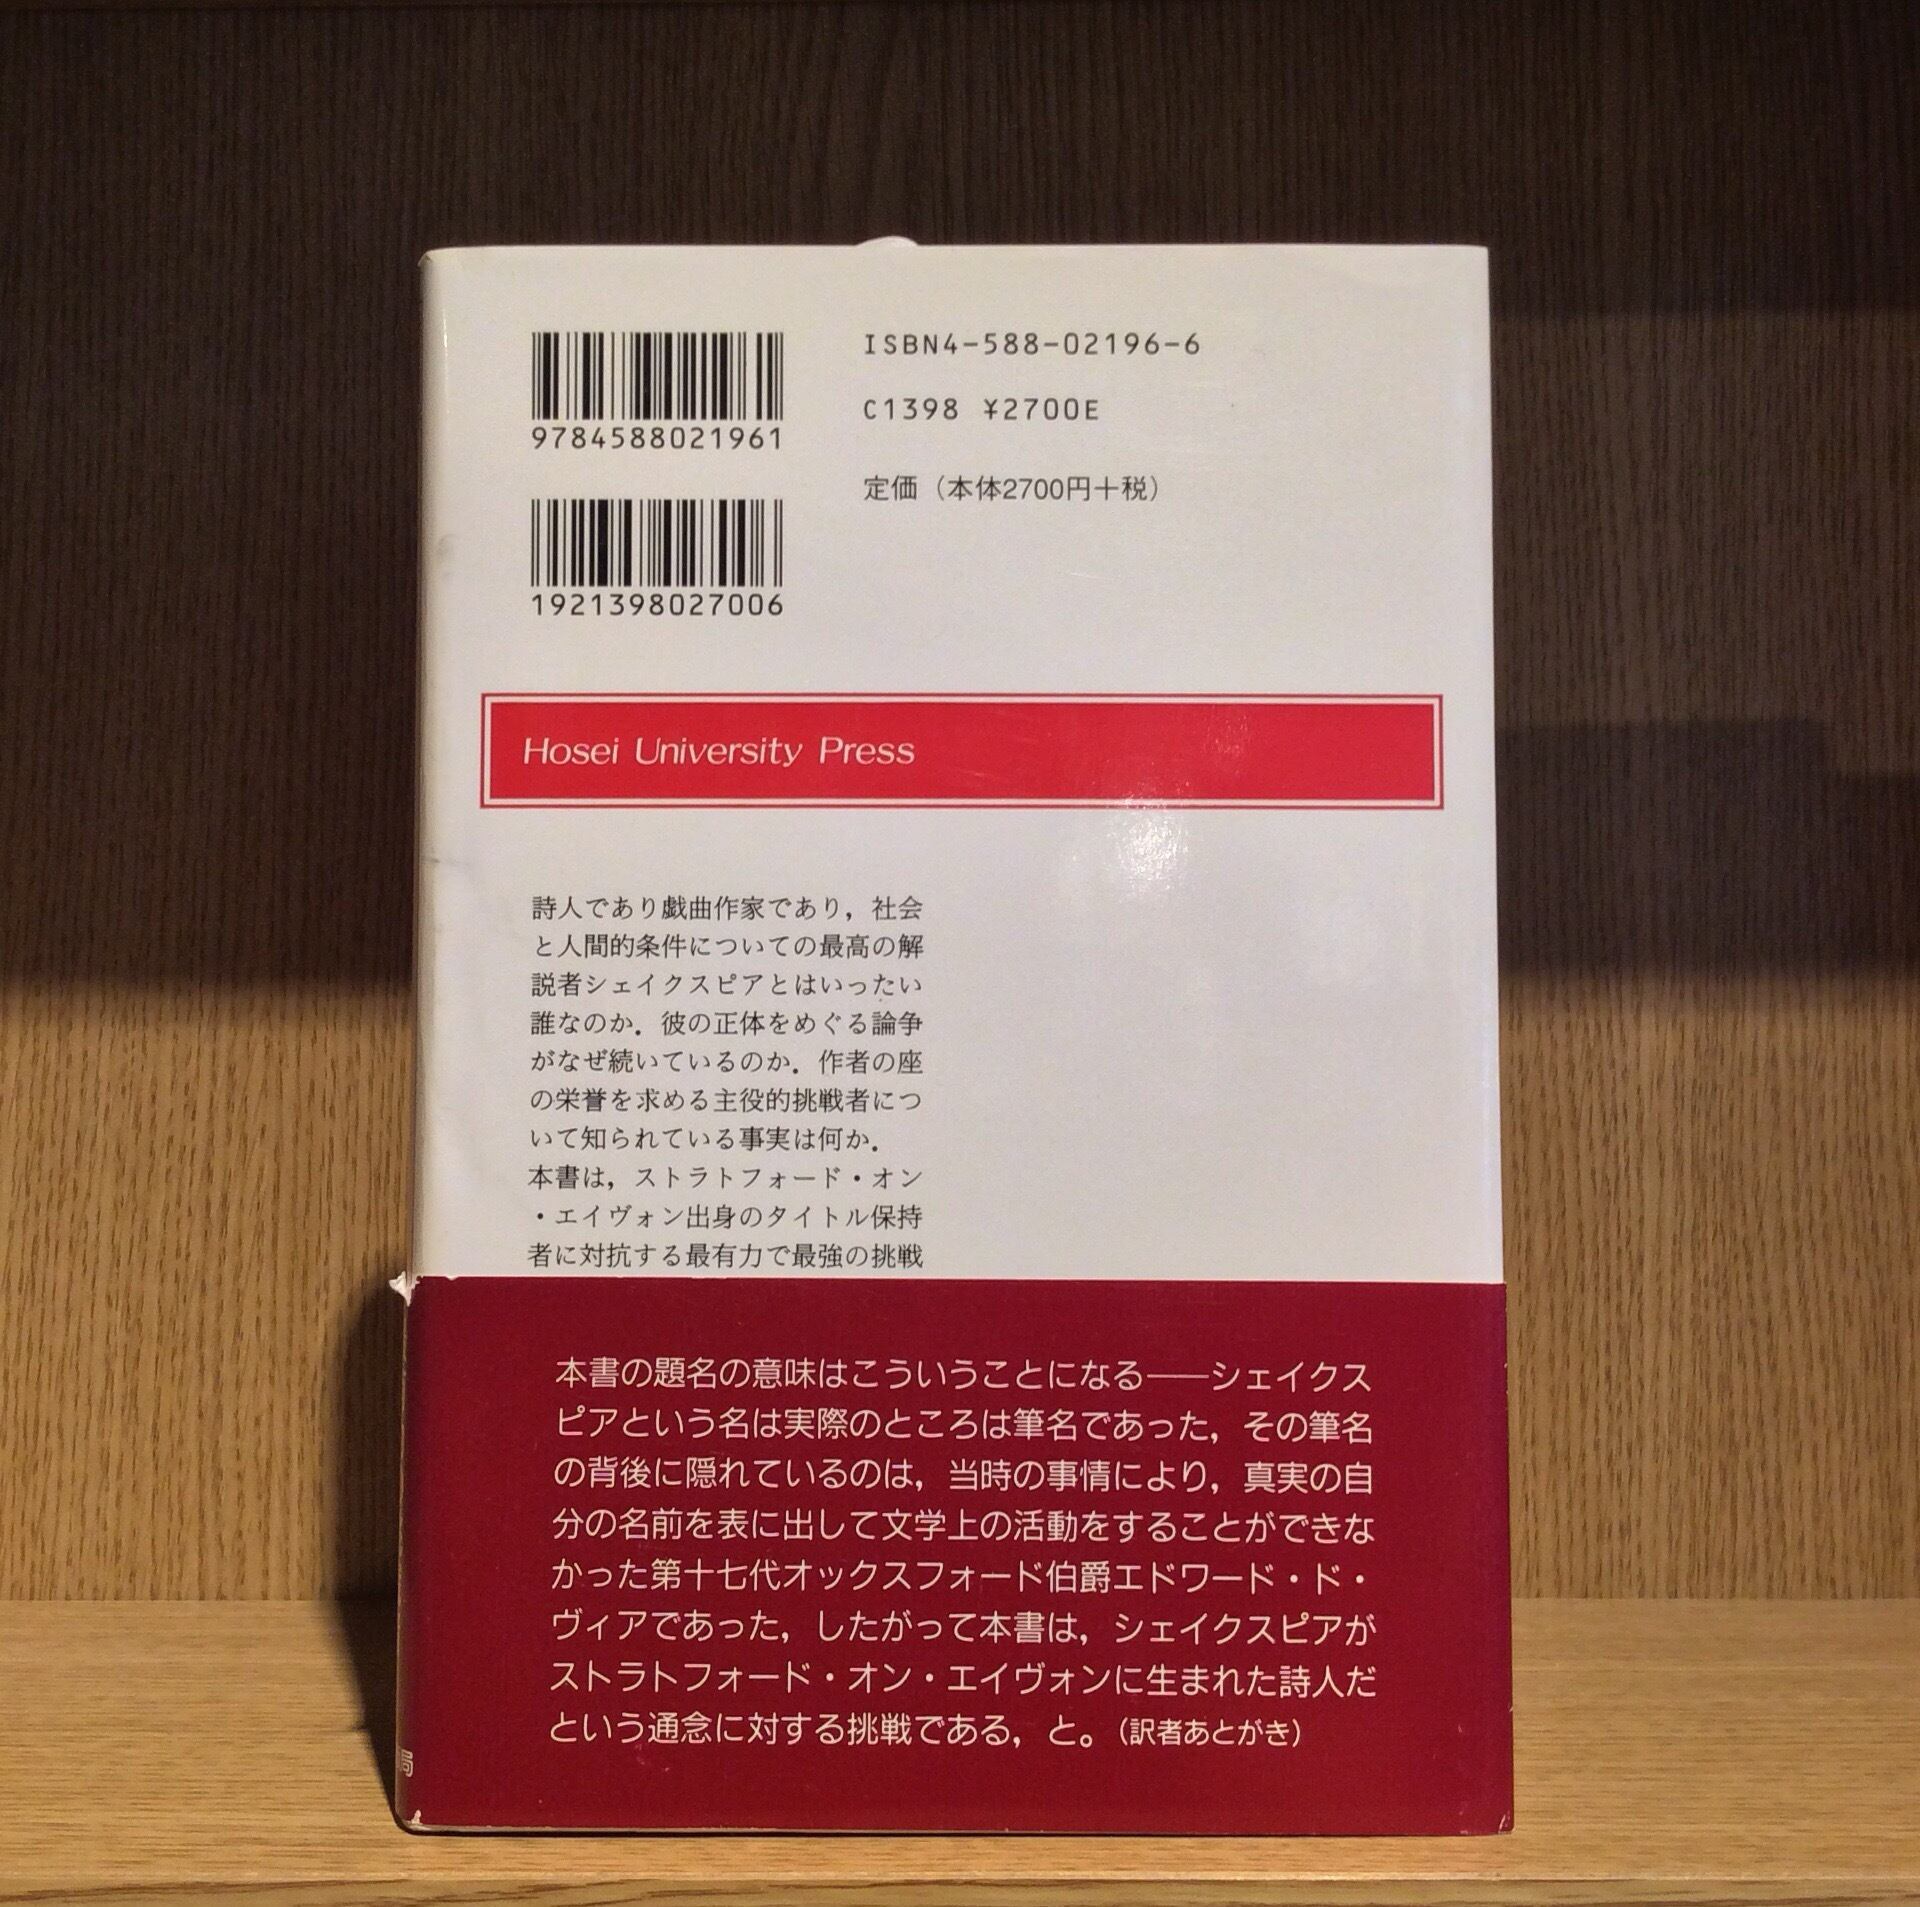 9784588021961
1921398027006
ISBN4-588-02196-6
C1398 ¥2700E
定価（本体2700円＋税）
Hosei University Press
詩人であり戯曲作家であり，社会
と人間的条件についての最高の解
説者シェイクスピアとはいったい
誰なのか．彼の正体をめぐる論争
がなぜ続いているのか．作者の座
の栄誉を求める主役的挑戦者につ
いて知られている事実は何か．
本書は，ストラトフォード・オン
・エイヴォン出身のタイトル保持
者に対抗する最有力で最強の挑戦
本書の題名の意味はこういうことになる──シェイクス
ピアという名は実際のところは筆名であった，その筆名
の背後に隠れているのは，当時の事情により，真実の自
分の名前を表に出して文学上の活動をすることができな
かった第十七代オックスフォード伯爵エドワード・ド・
ヴィアであった，したがって本書は，シェイクスピアが
ストラトフォード・オン・エイヴォンに生まれた詩人だ
という通念に対する挑戦である，と。（訳者あとがき）
局